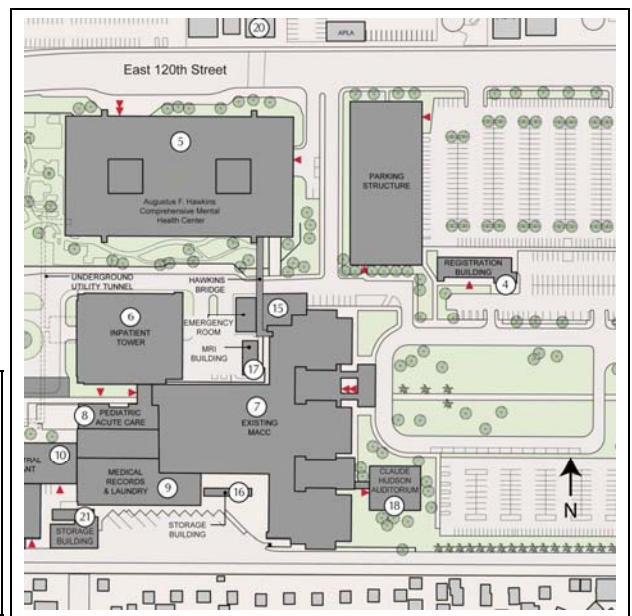 20
APLA
East 120th Street
5
Augustus F. Hawkins
Comprehensive Mental
Health Center
PARKING
STRUCTURE
REGISTRATION
BUILDING
4
UNDERGROUND
UTILITY TUNNEL
HAWKINS
BRIDGE
15
6
INPATIENT
TOWER
EMERGENCY
ROOM
MRI
BUILDING
17
7
EXISTING
MACC
8
PEDIATRIC
ACUTE CARE
10
TRAL
ANT
MEDICAL
RECORDS
& LAUNDRY
9
16
CLAUDE
HUDSON
AUDITORIUM
18
N
21
STORAGE
BUILDING
STORAGE
BUILDING